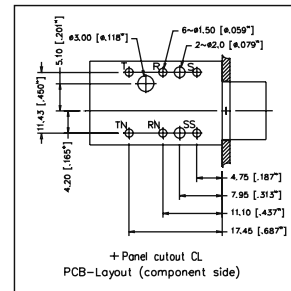 ø3.00 [ø.118"]
6-ø1.50 [ø.059"]
2-ø2.0 [ø.079"]
5.10 [.201"]
11.43 [.450"]
4.20 [.165"]
T R S
TN RN SS
4.75 [.187"]
7.95 [.313"]
11.10 [.437"]
17.45 [.687"]
+ Panel cutout CL
PCB-Layout (component side)